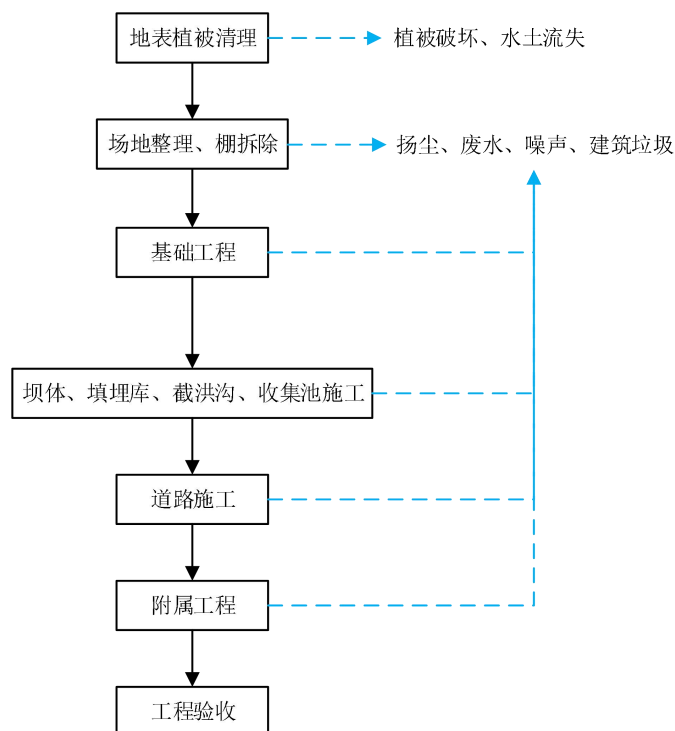 地表植被清理
植被破坏、水土流失
场地整理、棚拆除
扬尘、废水、噪声、建筑垃圾
基础工程
坝体、填埋库、截洪沟、收集池施工
道路施工
附属工程
工程验收